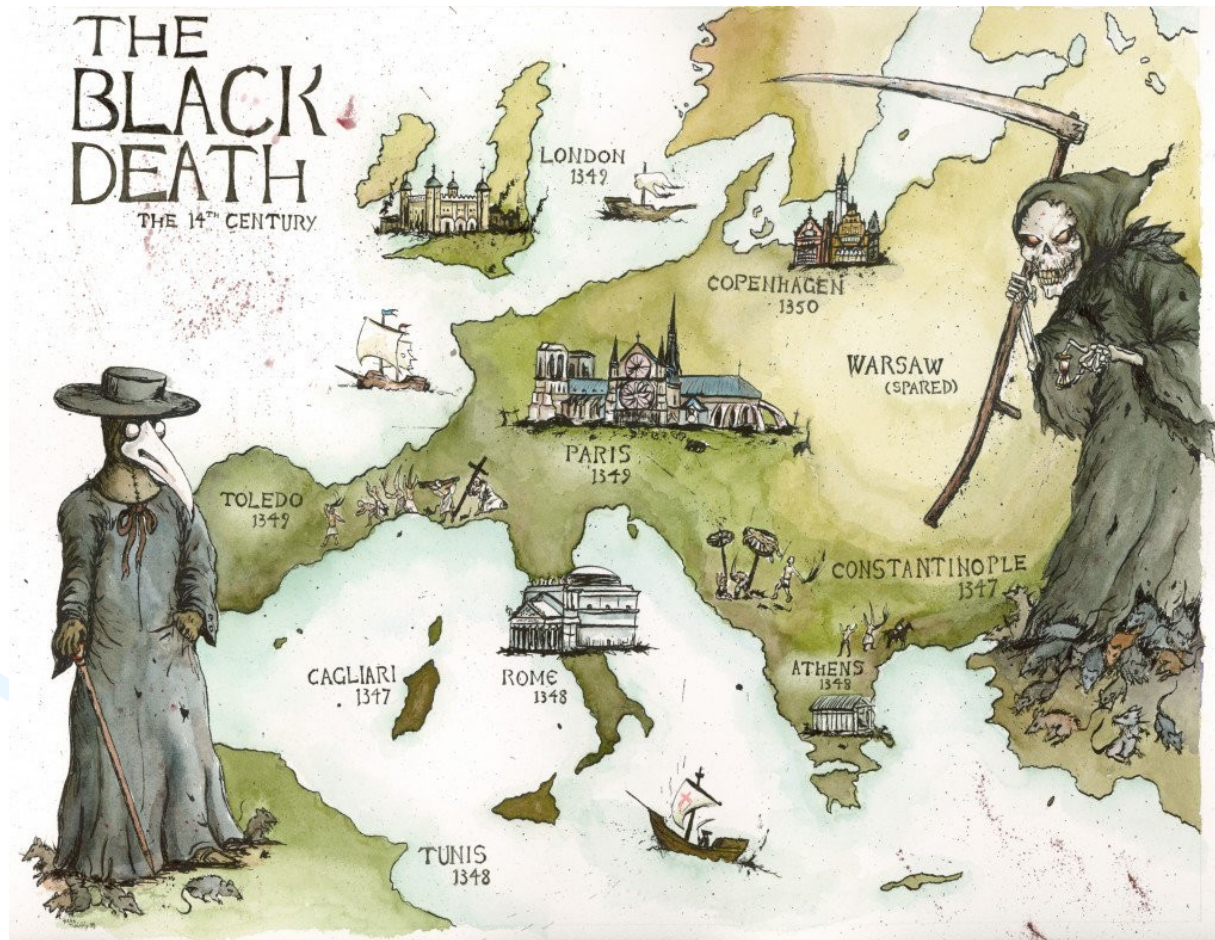 THE
BLACK
DEATH
THE 14TH CENTURY
LONDON
1349
COPENHAGEN
1350
WARSAW
(SPARED)
PARIS
1349
TOLEDO
1349
CONSTANTINOPLE
1347
CAGLIARI
1347
ROME
1348
ATHENS
1348
TUNIS
1348